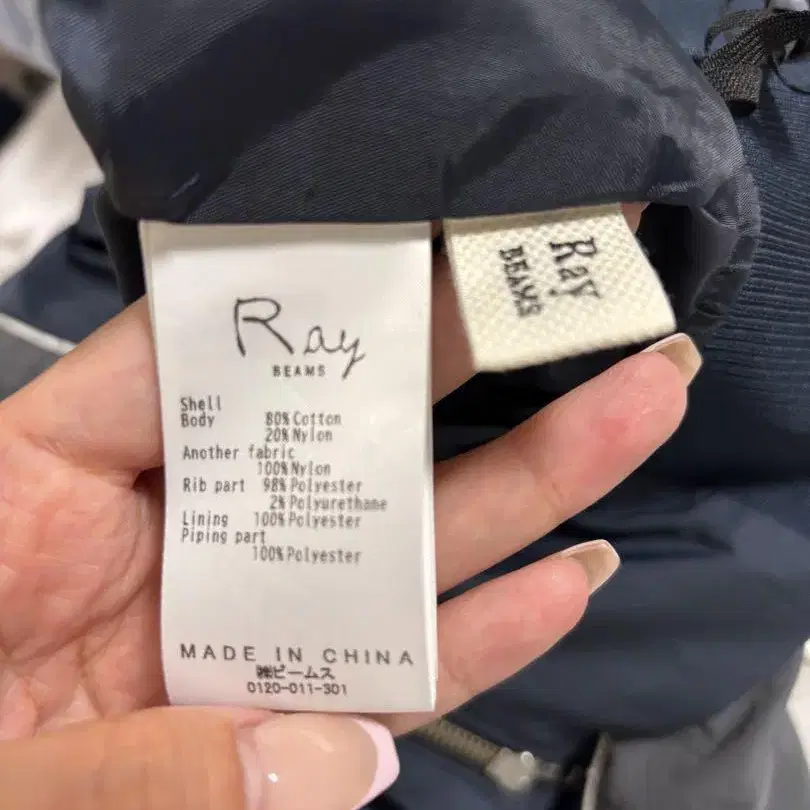 Ray
BEAMS
Shell
Body 80% Cotton
20% Nylon
Another fabric
100% Nylon
Rib part 98% Polyester
2% Polyurethane
Lining 100% Polyester
Piping part
100% Polyester
MADE IN CHINA
㈱ビームス
0120-011-301
Ray
BEAMS